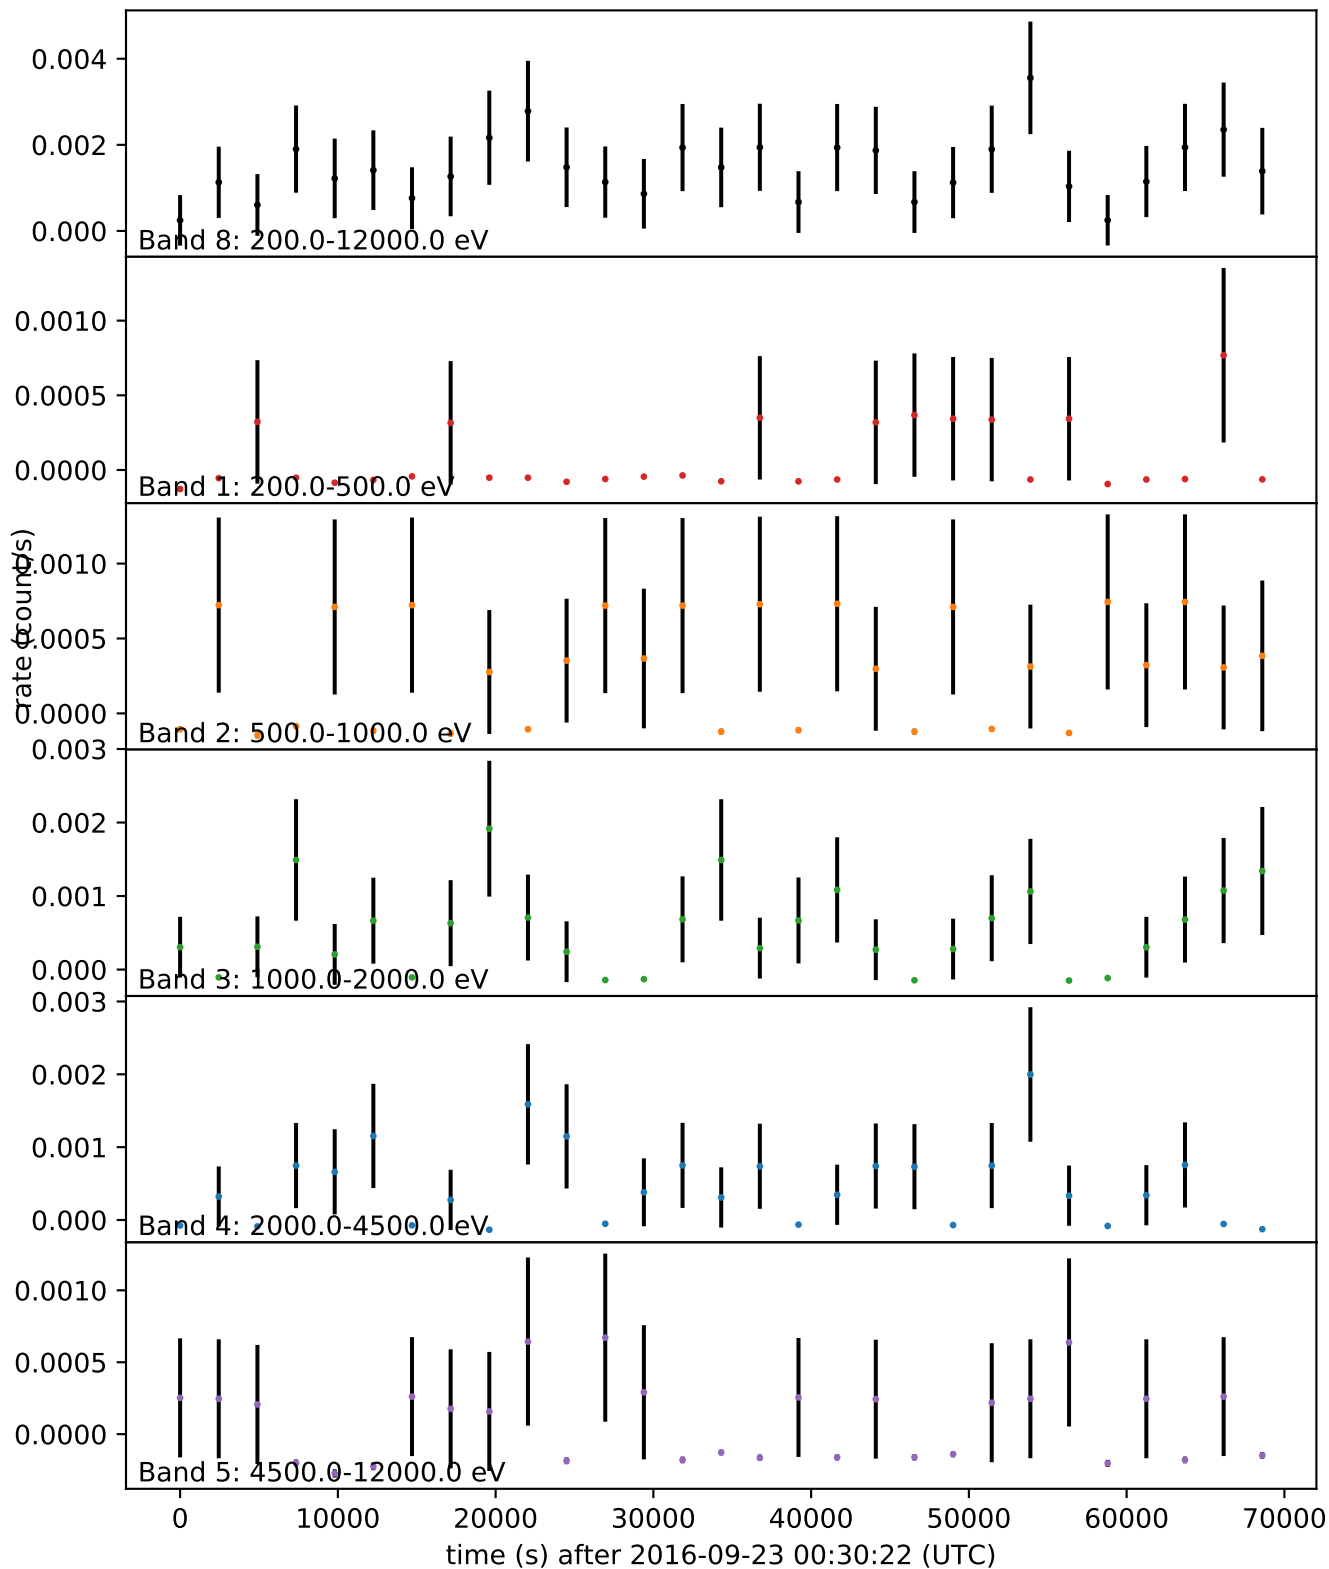 0.004
0.002
0.000
Band 8: 200.0-12000.0 eV
0.0010
0.0005
0.0000
Band 1: 200.0-500.0 eV
rate (count/s)
0.0010
0.0005
0.0000
Band 2: 500.0-1000.0 eV
0.003
0.002
0.001
0.000
Band 3: 1000.0-2000.0 eV
0.003
0.002
0.001
0.000
Band 4: 2000.0-4500.0 eV
0.0010
0.0005
0.0000
Band 5: 4500.0-12000.0 eV
0 10000 20000 30000 40000 50000 60000 70000
time (s) after 2016-09-23 00:30:22 (UTC)